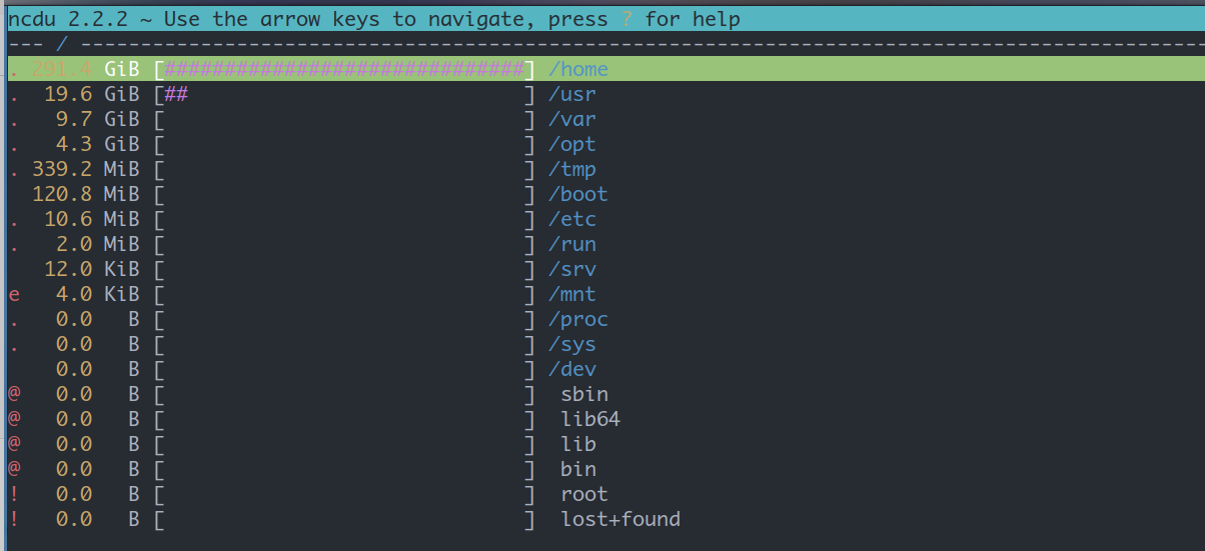 ncdu 2.2.2 ~ Use the arrow keys to navigate, press ? for help
--- / ----------------------------------------------------------------------------------------------
. 291.4 GiB [##############################] /home
.  19.6 GiB [##                            ] /usr
.   9.7 GiB [                              ] /var
.   4.3 GiB [                              ] /opt
. 339.2 MiB [                              ] /tmp
  120.8 MiB [                              ] /boot
.  10.6 MiB [                              ] /etc
.   2.0 MiB [                              ] /run
   12.0 KiB [                              ] /srv
e   4.0 KiB [                              ] /mnt
.   0.0   B [                              ] /proc
.   0.0   B [                              ] /sys
    0.0   B [                              ] /dev
@   0.0   B [                              ]  sbin
@   0.0   B [                              ]  lib64
@   0.0   B [                              ]  lib
@   0.0   B [                              ]  bin
!   0.0   B [                              ]  root
!   0.0   B [                              ]  lost+found